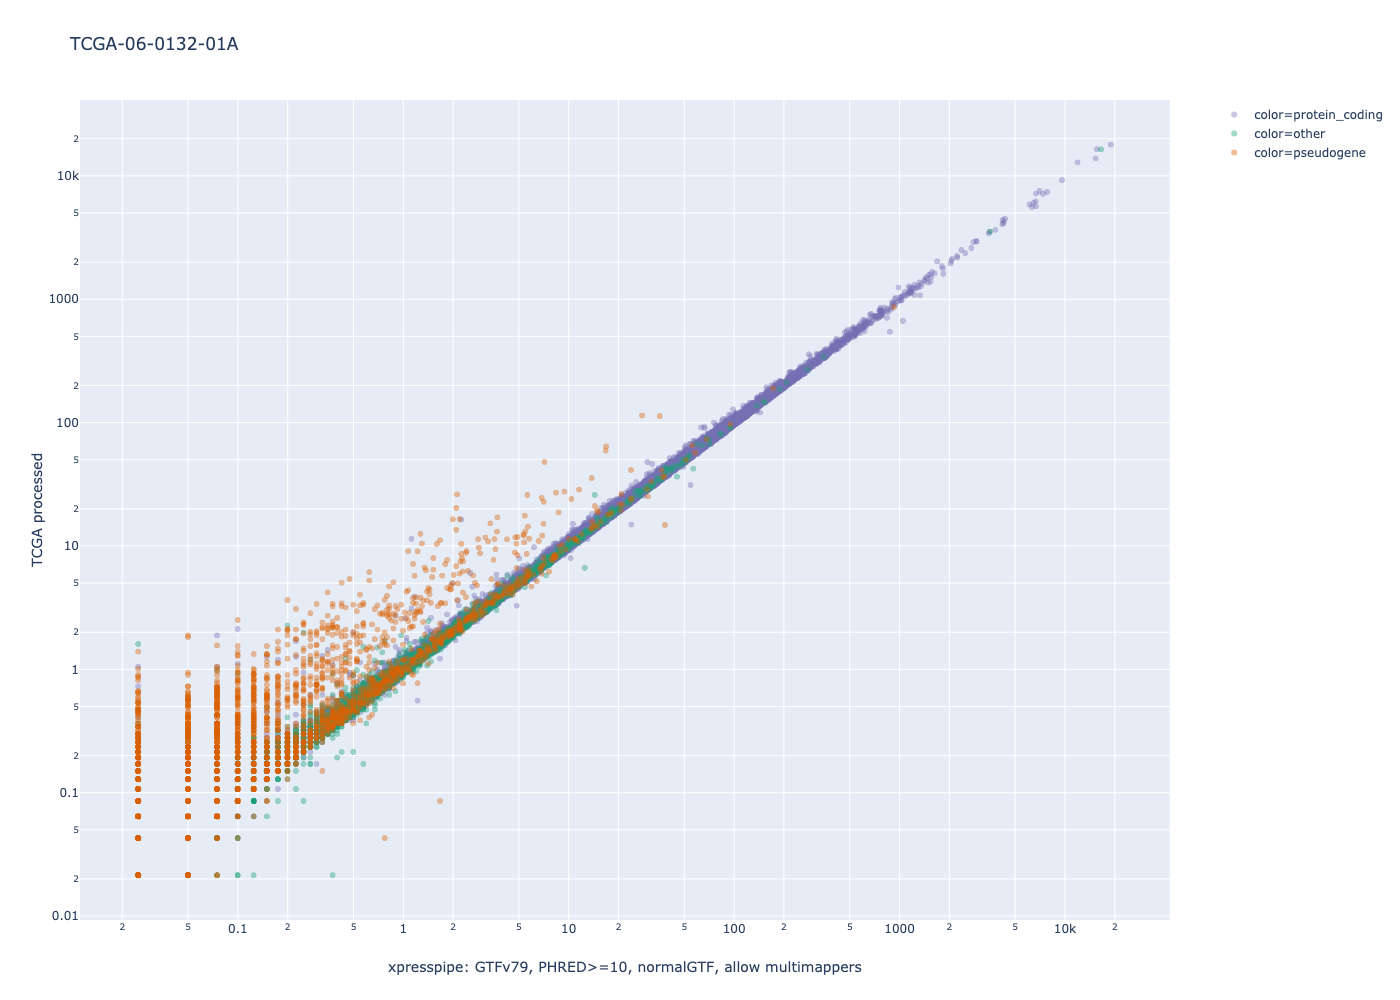 TCGA-06-0132-01A
color=protein_coding
color=other
color=pseudogene
TCGA processed
2
10k
5
2
1000
5
2
100
5
2
10
5
2
1
5
2
0.1
5
2
0.01
2 5 0.1 2 5 1 2 5 10 2 5 100 2 5 1000 2 5 10k 2
xpresspipe: GTFv79, PHRED>=10, normalGTF, allow multimappers